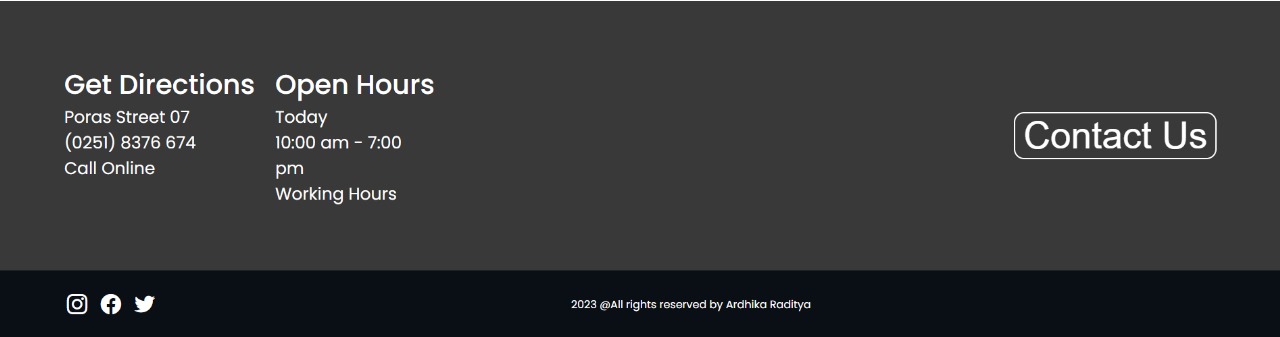 Get Directions
Poras Street 07
(0251) 8376 674
Call Online
Open Hours
Today
10:00 am - 7:00
pm
Working Hours
Contact Us
2023 @All rights reserved by Ardhika Raditya